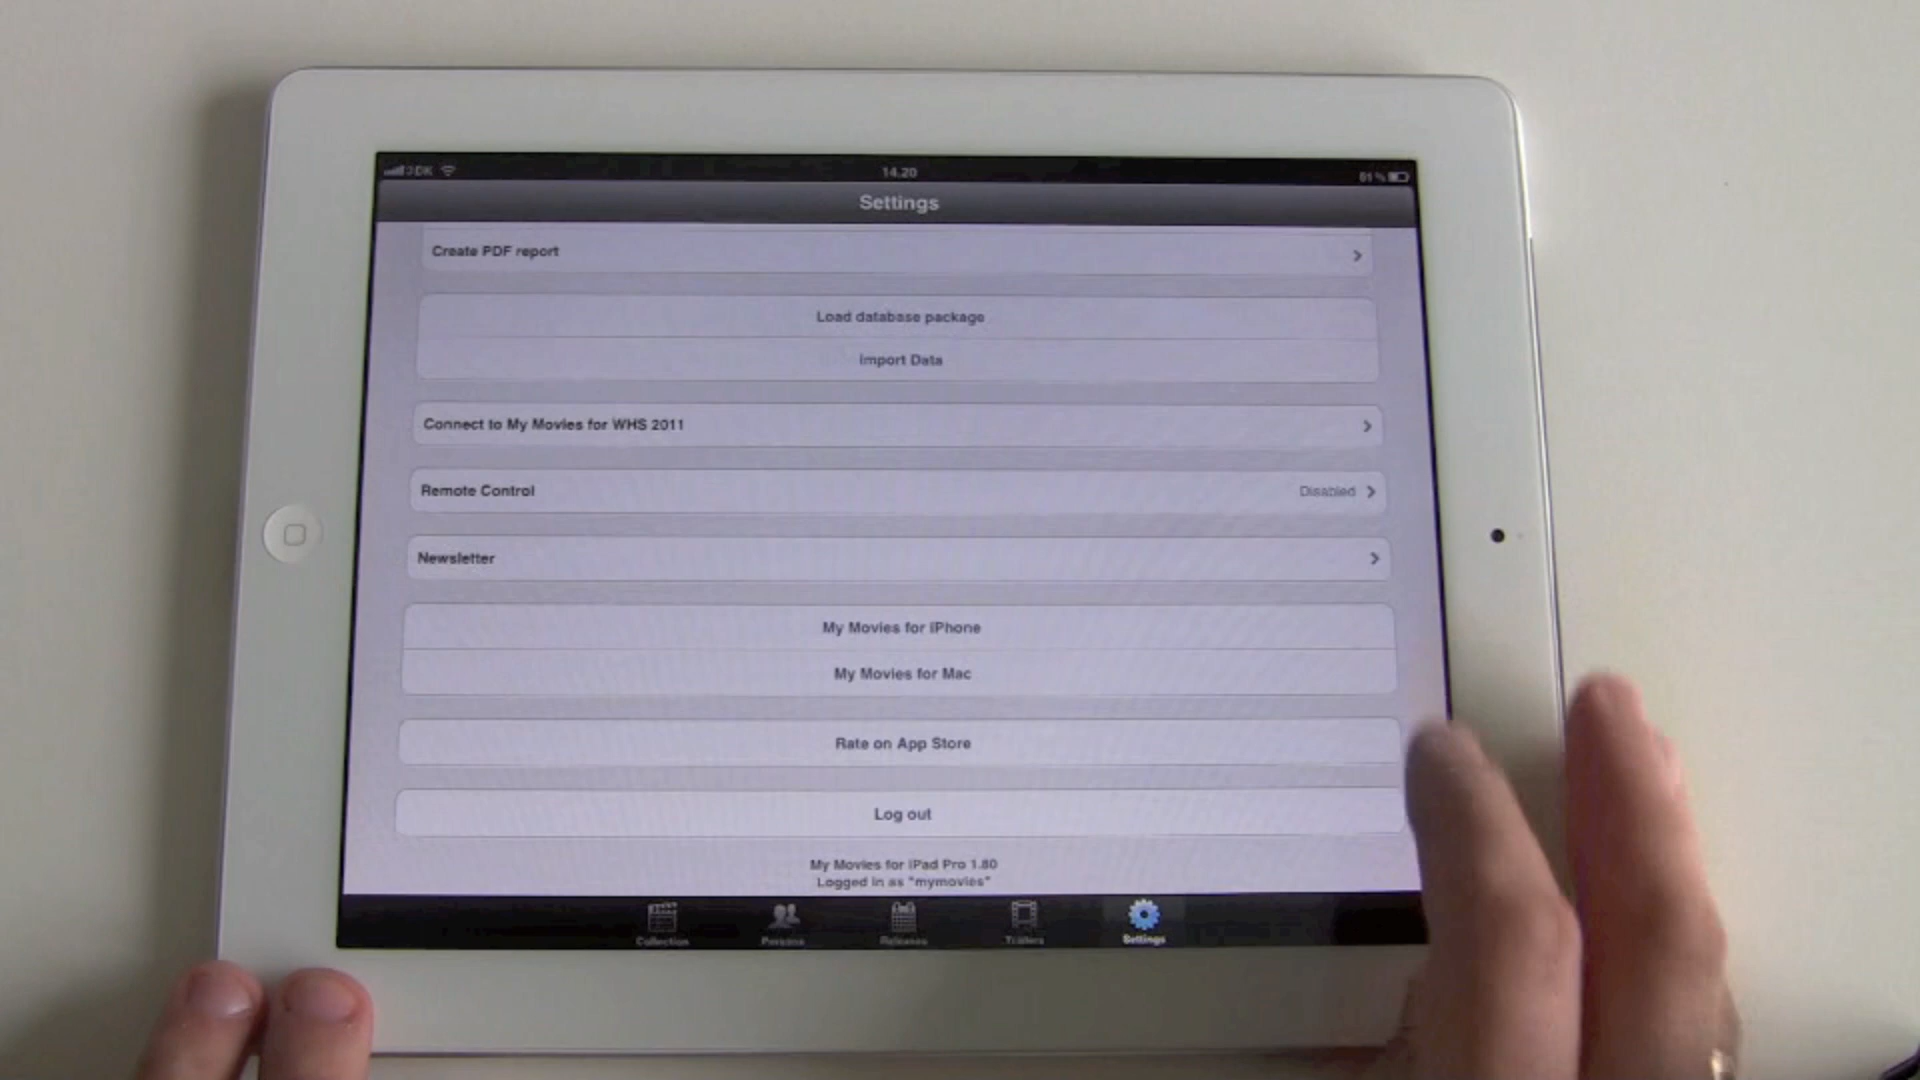 3DK
14.20
81 %
Settings
Create PDF report
Load database package
Import Data
Connect to My Movies for WHS 2011
Remote Control Disabled
Newsletter
My Movies for iPhone
My Movies for Mac
Rate on App Store
Log out
My Movies for iPad Pro 1.80
Logged in as "mymovies"
Collection Persons Releases Trailers Settings